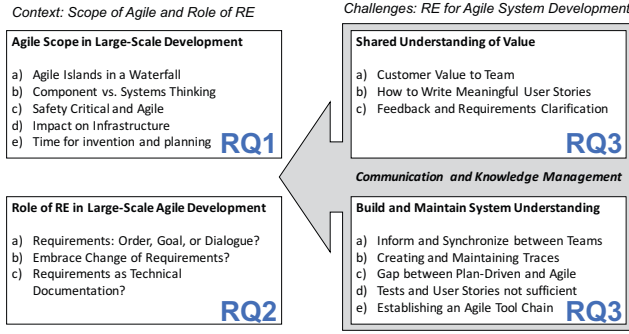 Context: Scope of Agile and Role of RE
Agile Scope in Large-Scale Development
a) Agile Islands in a Waterfall
b) Component vs. Systems Thinking
c) Safety Critical and Agile
d) Impact on Infrastructure
e) Time for invention and planning
RQ1
Role of RE in Large-Scale Agile Development
a) Requirements: Order, Goal, or Dialogue?
b) Embrace Change of Requirements?
c) Requirements as Technical
Documentation?
RQ2
Challenges: RE for Agile System Development
Shared Understanding of Value
a) Customer Value to Team
b) How to Write Meaningful User Stories
c) Feedback and Requirements Clarification
RQ3
Communication and Knowledge Management
Build and Maintain System Understanding
a) Inform and Synchronize between Teams
b) Creating and Maintaining Traces
c) Gap between Plan-Driven and Agile
d) Tests and User Stories not sufficient
e) Establishing an Agile Tool Chain
RQ3